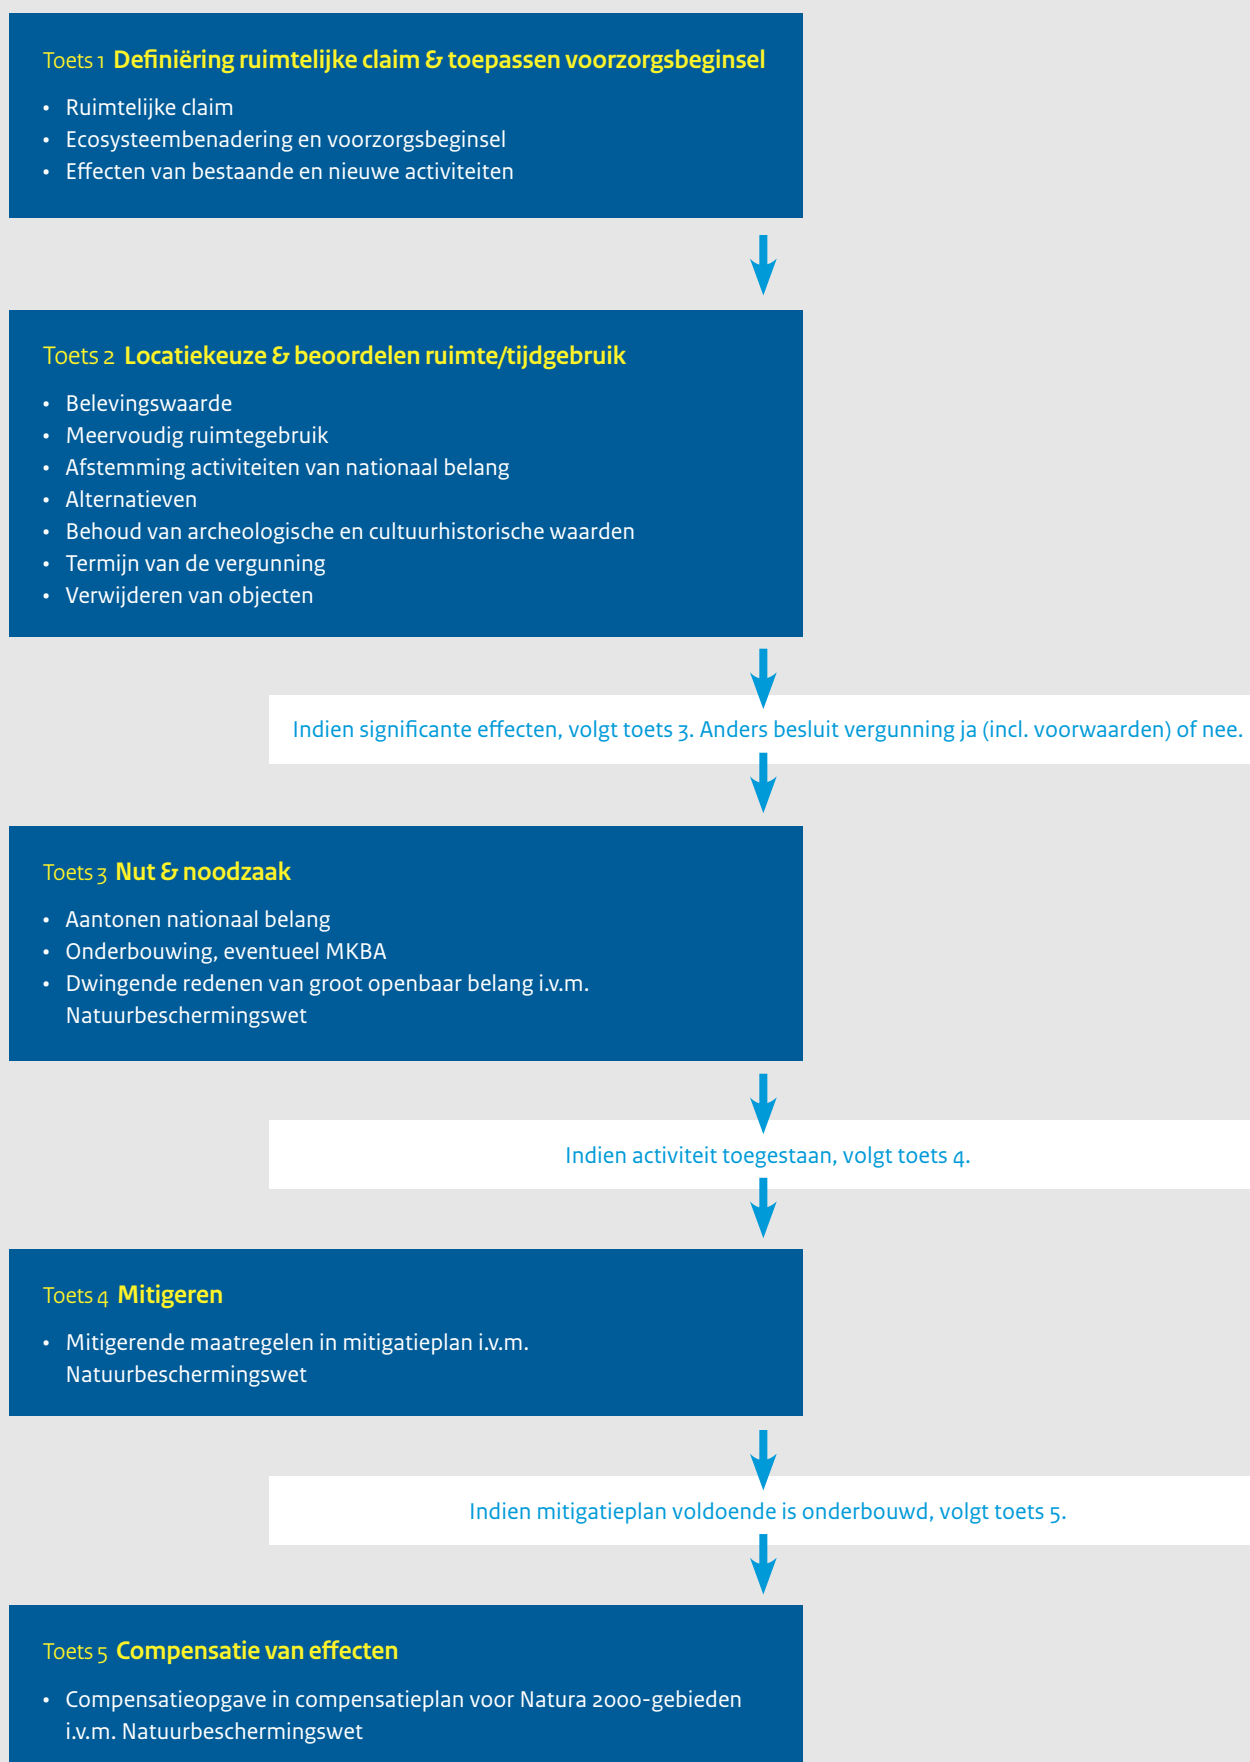 Toets 1 Definiëring ruimtelijke claim & toepassen voorzorgsbeginsel
• Ruimtelijke claim
• Ecosysteembenadering en voorzorgsbeginsel
• Effecten van bestaande en nieuwe activiteiten
Toets 2 Locatiekeuze & beoordelen ruimte/tijdgebruik
• Belevingswaarde
• Meervoudig ruimtegebruik
• Afstemming activiteiten van nationaal belang
• Alternatieven
• Behoud van archeologische en cultuurhistorische waarden
• Termijn van de vergunning
• Verwijderen van objecten
Indien significante effecten, volgt toets 3. Anders besluit vergunning ja (incl. voorwaarden) of nee.
Toets 3 Nut & noodzaak
• Aantonen nationaal belang
• Onderbouwing, eventueel MKBA
• Dwingende redenen van groot openbaar belang i.v.m.
Natuurbeschermingswet
Indien activiteit toegestaan, volgt toets 4.
Toets 4 Mitigeren
• Mitigerende maatregelen in mitigatieplan i.v.m.
Natuurbeschermingswet
Indien mitigatieplan voldoende is onderbouwd, volgt toets 5.
Toets 5 Compensatie van effecten
• Compensatieopgave in compensatieplan voor Natura 2000-gebieden
i.v.m. Natuurbeschermingswet